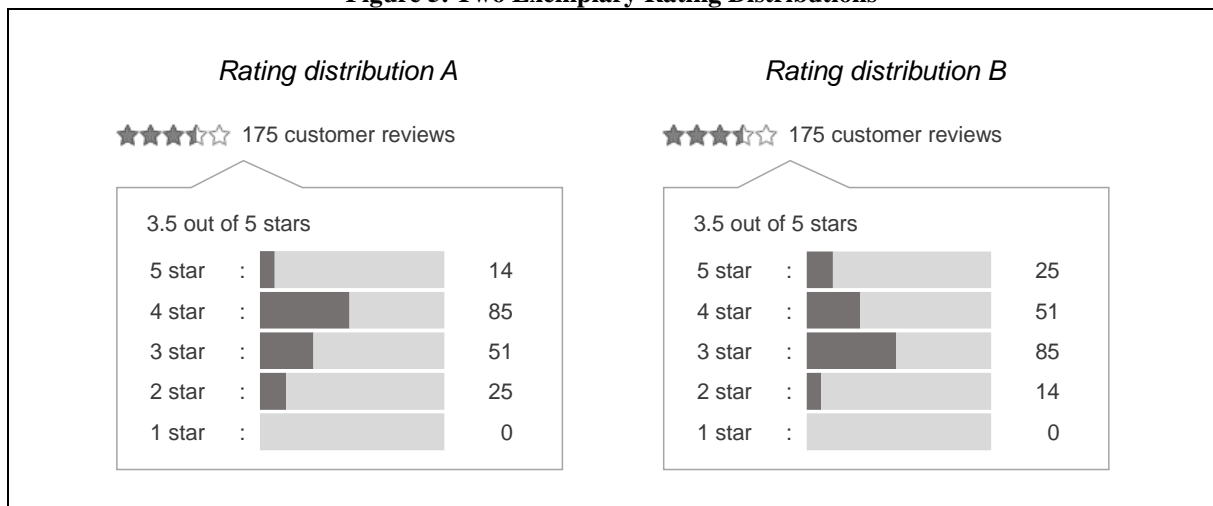 Figure 3. Two Exemplary Rating Distributions
Rating distribution A
175 customer reviews
3.5 out of 5 stars
5 star : 14
4 star : 85
3 star : 51
2 star : 25
1 star : 0
Rating distribution B
175 customer reviews
3.5 out of 5 stars
5 star : 25
4 star : 51
3 star : 85
2 star : 14
1 star : 0